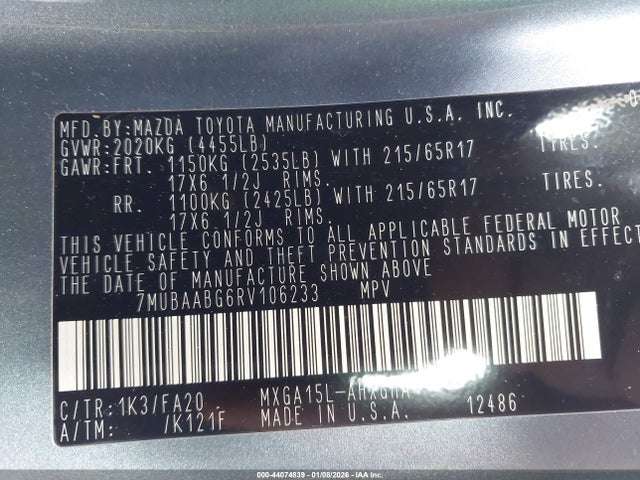 MFD.BY:MAZDA TOYOTA MANUFACTURING U.S.A. INC.
GVWR:2020KG (4455LB)
GAWR:FRT. 1150KG (2535LB) WITH 215/65R17 TIRES.
17X6 1/2J RIMS.
RR. 1100KG (2425LB) WITH 215/65R17 TIRES.
17X6 1/2J RIMS.
THIS VEHICLE CONFORMS TO ALL APPLICABLE FEDERAL MOTOR
VEHICLE SAFETY AND THEFT PREVENTION STANDARDS IN EFFECT
THE DATE OF MANUFACTURE SHOWN ABOVE.
7MUBAABG6RV106233 MPV
C/TR:1K3/FA20 MXGA15L-
A/TM: /K121F MADE IN U.S.A. 12486
000-44074839 - 01/08/2026 - IAAI.COM